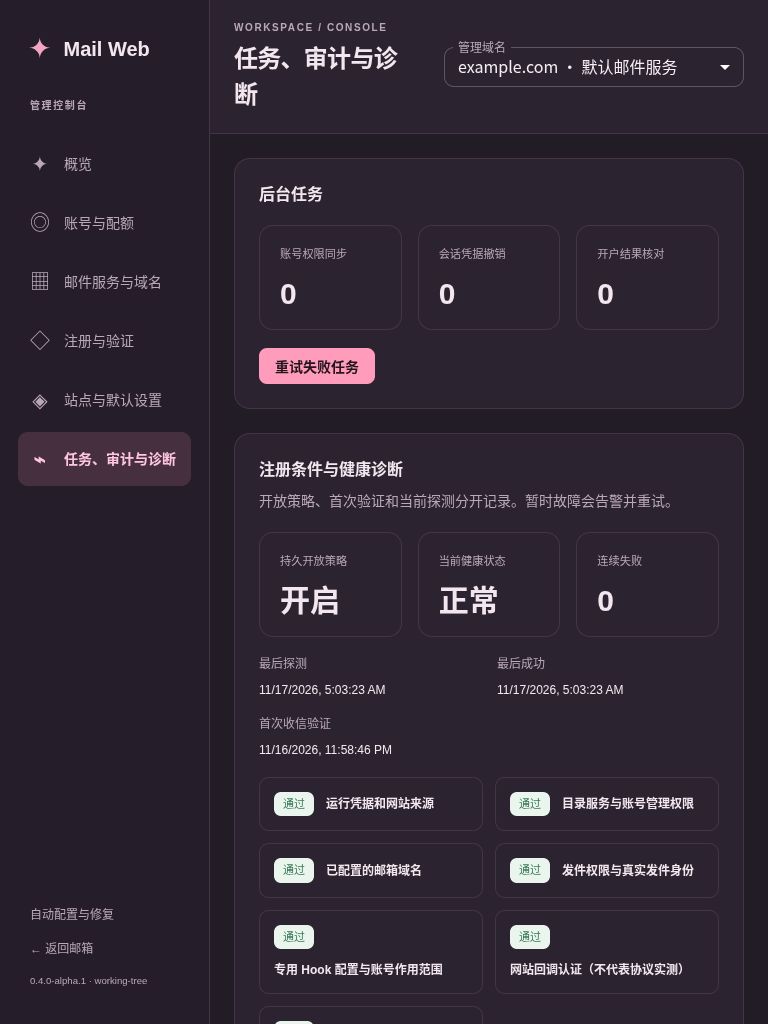 Mail Web
管理控制台
概览
账号与配额
邮件服务与域名
注册与验证
站点与默认设置
任务、审计与诊断
自动配置与修复
← 返回邮箱
0.4.0-alpha.1 · working-tree
WORKSPACE / CONSOLE
任务、审计与诊
断
管理域名
example.com · 默认邮件服务
后台任务
账号权限同步
0
会话凭据撤销
0
开户结果核对
0
重试失败任务
注册条件与健康诊断
开放策略、首次验证和当前探测分开记录。暂时故障会告警并重试。
持久开放策略
开启
当前健康状态
正常
连续失败
0
最后探测
11/17/2026, 5:03:23 AM
最后成功
11/17/2026, 5:03:23 AM
首次收信验证
11/16/2026, 11:58:46 PM
通过 运行凭据和网站来源
通过 目录服务与账号管理权限
通过 已配置的邮箱域名
通过 发件权限与真实发件身份
通过
专用 Hook 配置与账号作用范围
通过
网站回调认证（不代表协议实测）